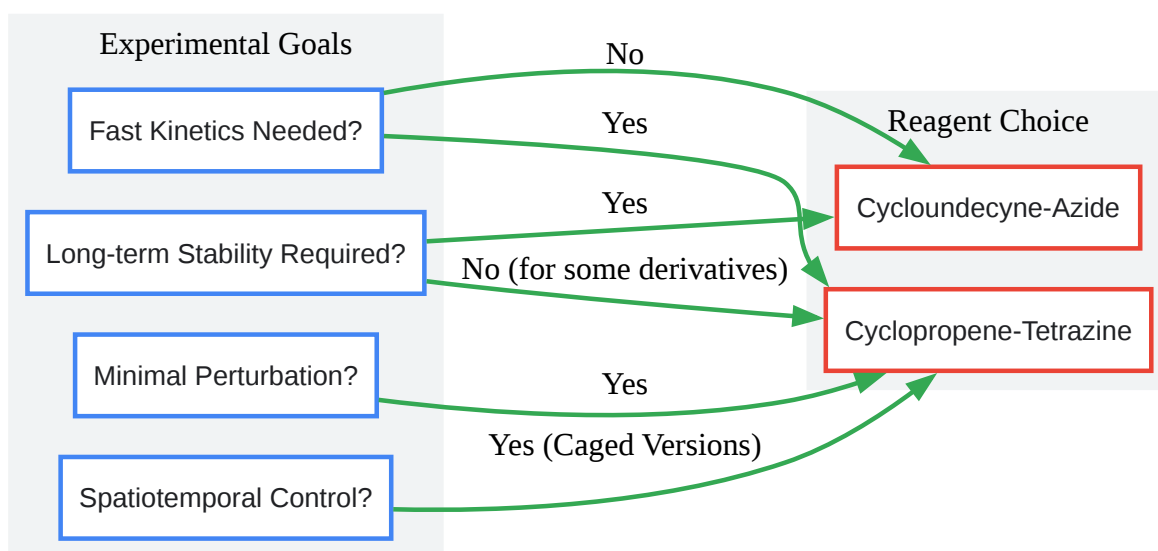 Experimental Goals
Fast Kinetics Needed?
Long-term Stability Required?
Minimal Perturbation?
Spatiotemporal Control?
No
Yes
Yes
No (for some derivatives)
Yes
Yes (Caged Versions)
Reagent Choice
Cycloundecyne-Azide
Cyclopropene-Tetrazine